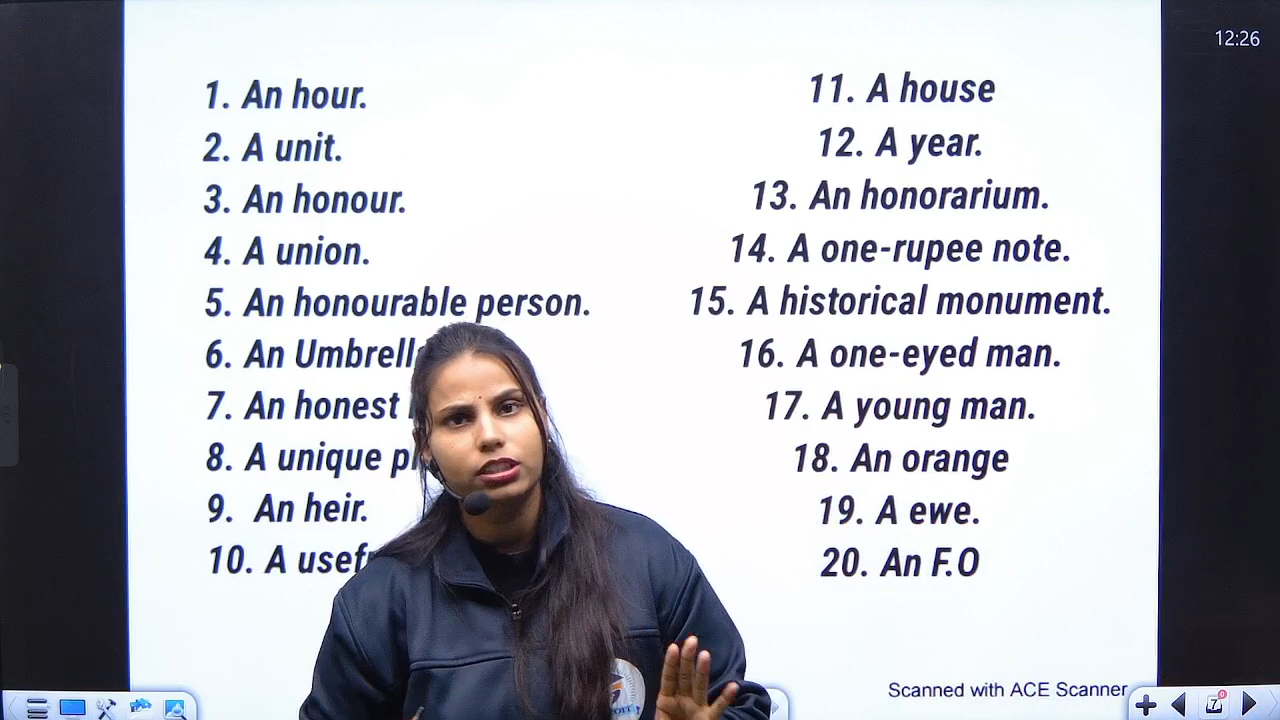 12:26
1. An hour.
2. A unit.
3. An honour.
4. A union.
5. An honourable person.
6. An
7. An honest
8. A unique
9. An heir.
10. A
11. A house
12. A year.
13. An honorarium.
14. A one-rupee note.
15. A historical monument.
16. A one-eyed man.
17. A young man.
18. An orange
19. A ewe.
20. An F.O
Scanned with ACE Scanner
7